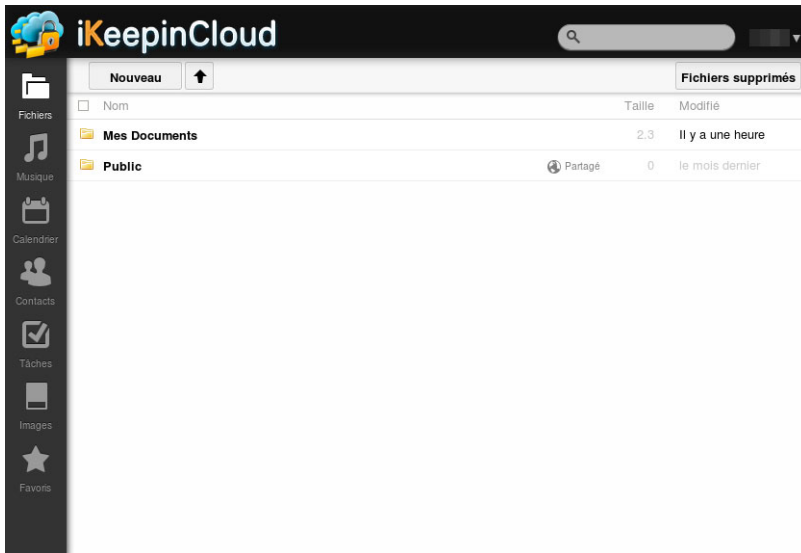 iKeepinCloud
Nouveau
Fichiers supprimés
Nom Taille Modifié
Mes Documents 2.3 Il y a une heure
Public Partagé 0 le mois dernier
Fichiers
Musique
Calendrier
Contacts
Tâches
Images
Favoris